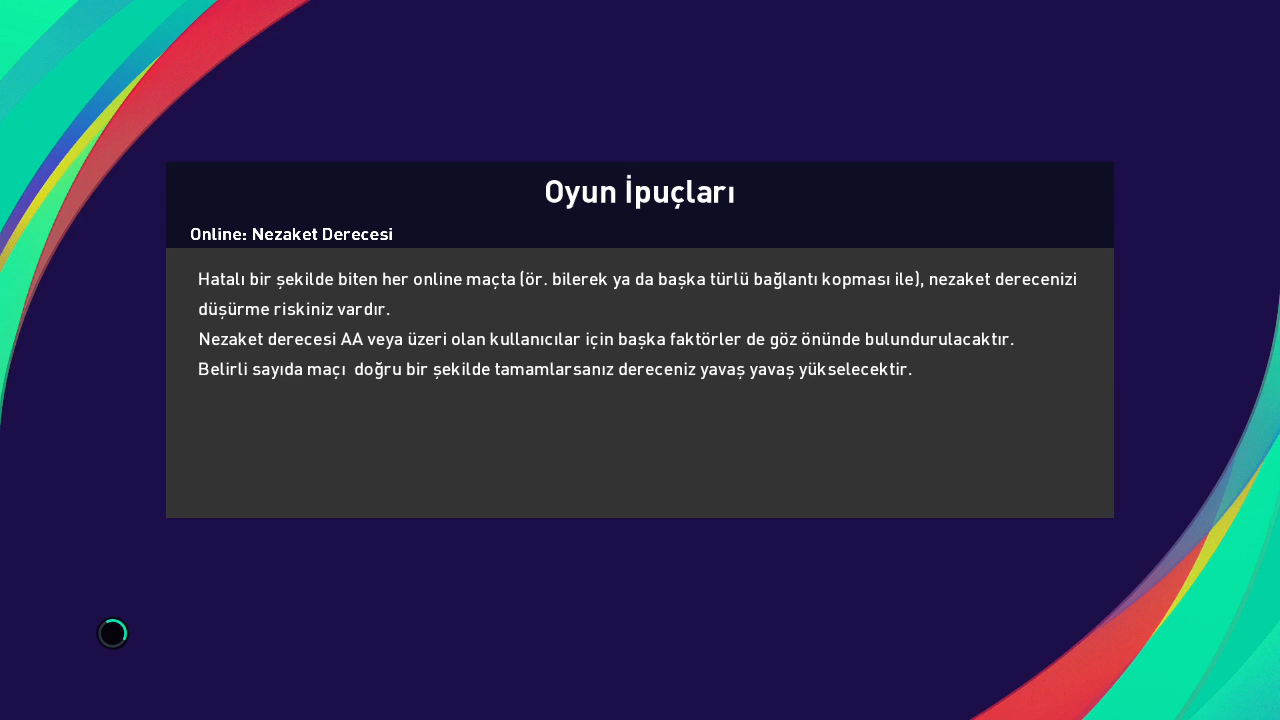 Oyun İpuçları
Online: Nezaket Derecesi
Hatalı bir şekilde biten her online maçta (ör. bilerek ya da başka türlü bağlantı kopması ile), nezaket derecenizi
düşürme riskiniz vardır.
Nezaket derecesi AA veya üzeri olan kullanıcılar için başka faktörler de göz önünde bulundurulacaktır.
Belirli sayıda maçı  doğru bir şekilde tamamlarsanız dereceniz yavaş yavaş yükselecektir.